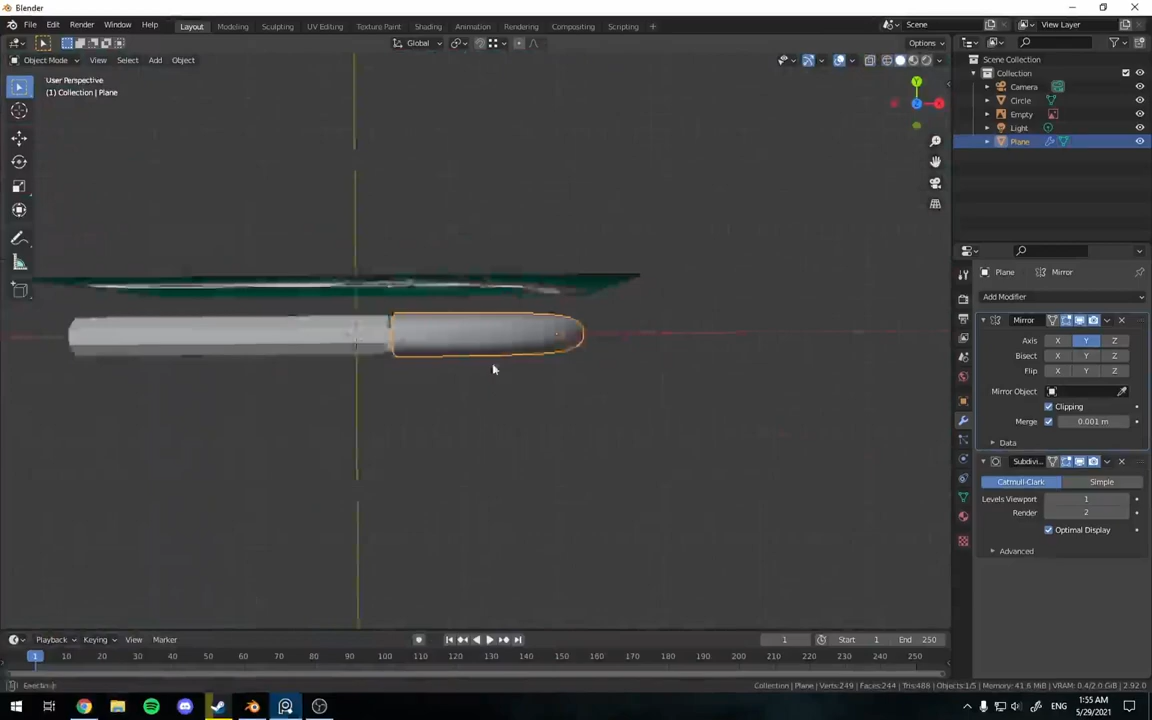 Blender
File Edit Render Window Help Layout Modeling Sculpting UV Editing Texture Paint Shading Animation Rendering Compositing Scripting + Scene View Layer
Global Options
Object Mode View Select Add Object
User Perspective
(1) Collection | Plane
Y
X
Z
Scene Collection
Collection
Camera
Circle
Empty
Light
Plane
Plane Mirror
Add Modifier
Mirror
Axis X Y Z
Bisect X Y Z
Flip X Y Z
Mirror Object
Clipping
Merge 0.001 m
Data
Subdivi...
Catmull-Clark Simple
Levels Viewport 1
Render 2
Optimal Display
Advanced
Playback Keying View Marker 1 Start 1 End 250
1 10 20 30 40 50 60 70 80 90 100 110 120 130 140 150 160 170 180 190 200 210 220 230 240 250
Collection | Plane | Verts:249 | Faces:244 | Tris:488 | Objects:1/5 | Memory: 41.6 MiB | VRAM: 0.4/2.0 GiB | 2.92.0
ENG
1:55 AM
5/29/2021